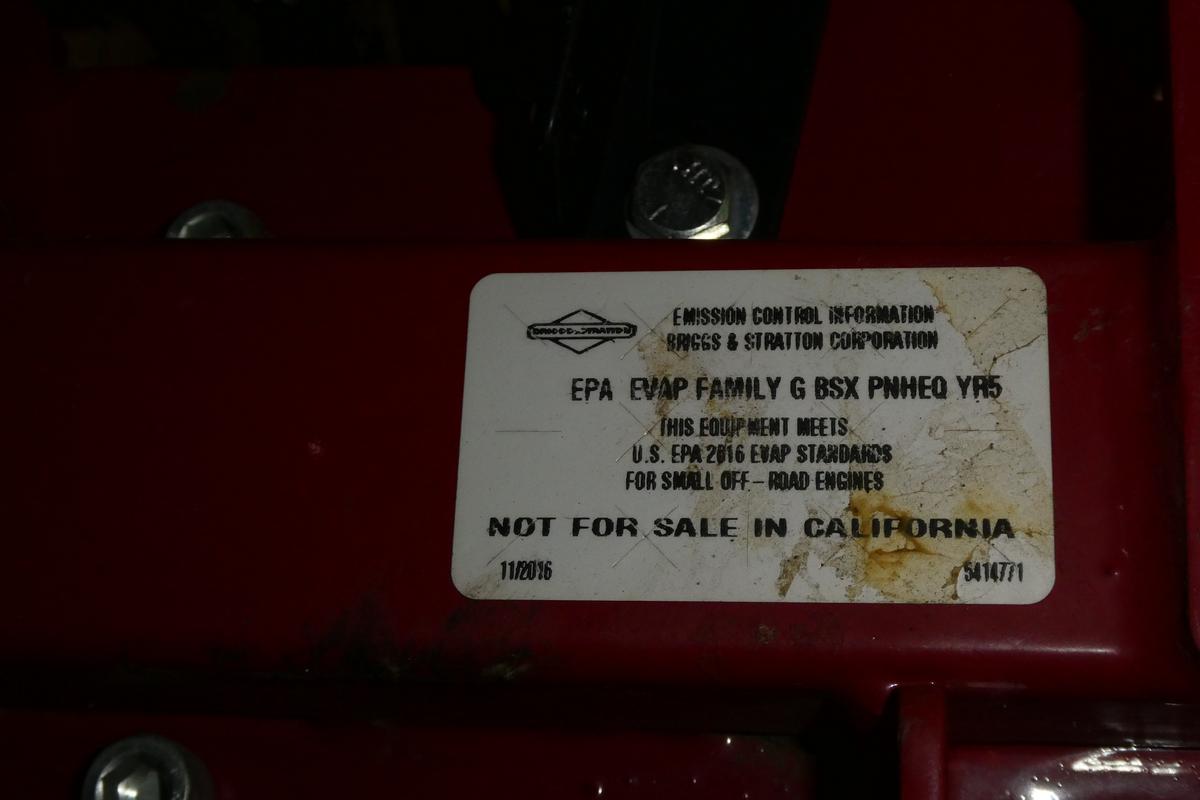 BRIGGS & STRATTON
EMISSION CONTROL INFORMATION
BRIGGS & STRATTON CORPORATION
EPA EVAP FAMILY G BSX PNHEQ YR5
THIS EQUIPMENT MEETS
U.S. EPA 2016 EVAP STANDARDS
FOR SMALL OFF-ROAD ENGINES
NOT FOR SALE IN CALIFORNIA
11/2016 5414771